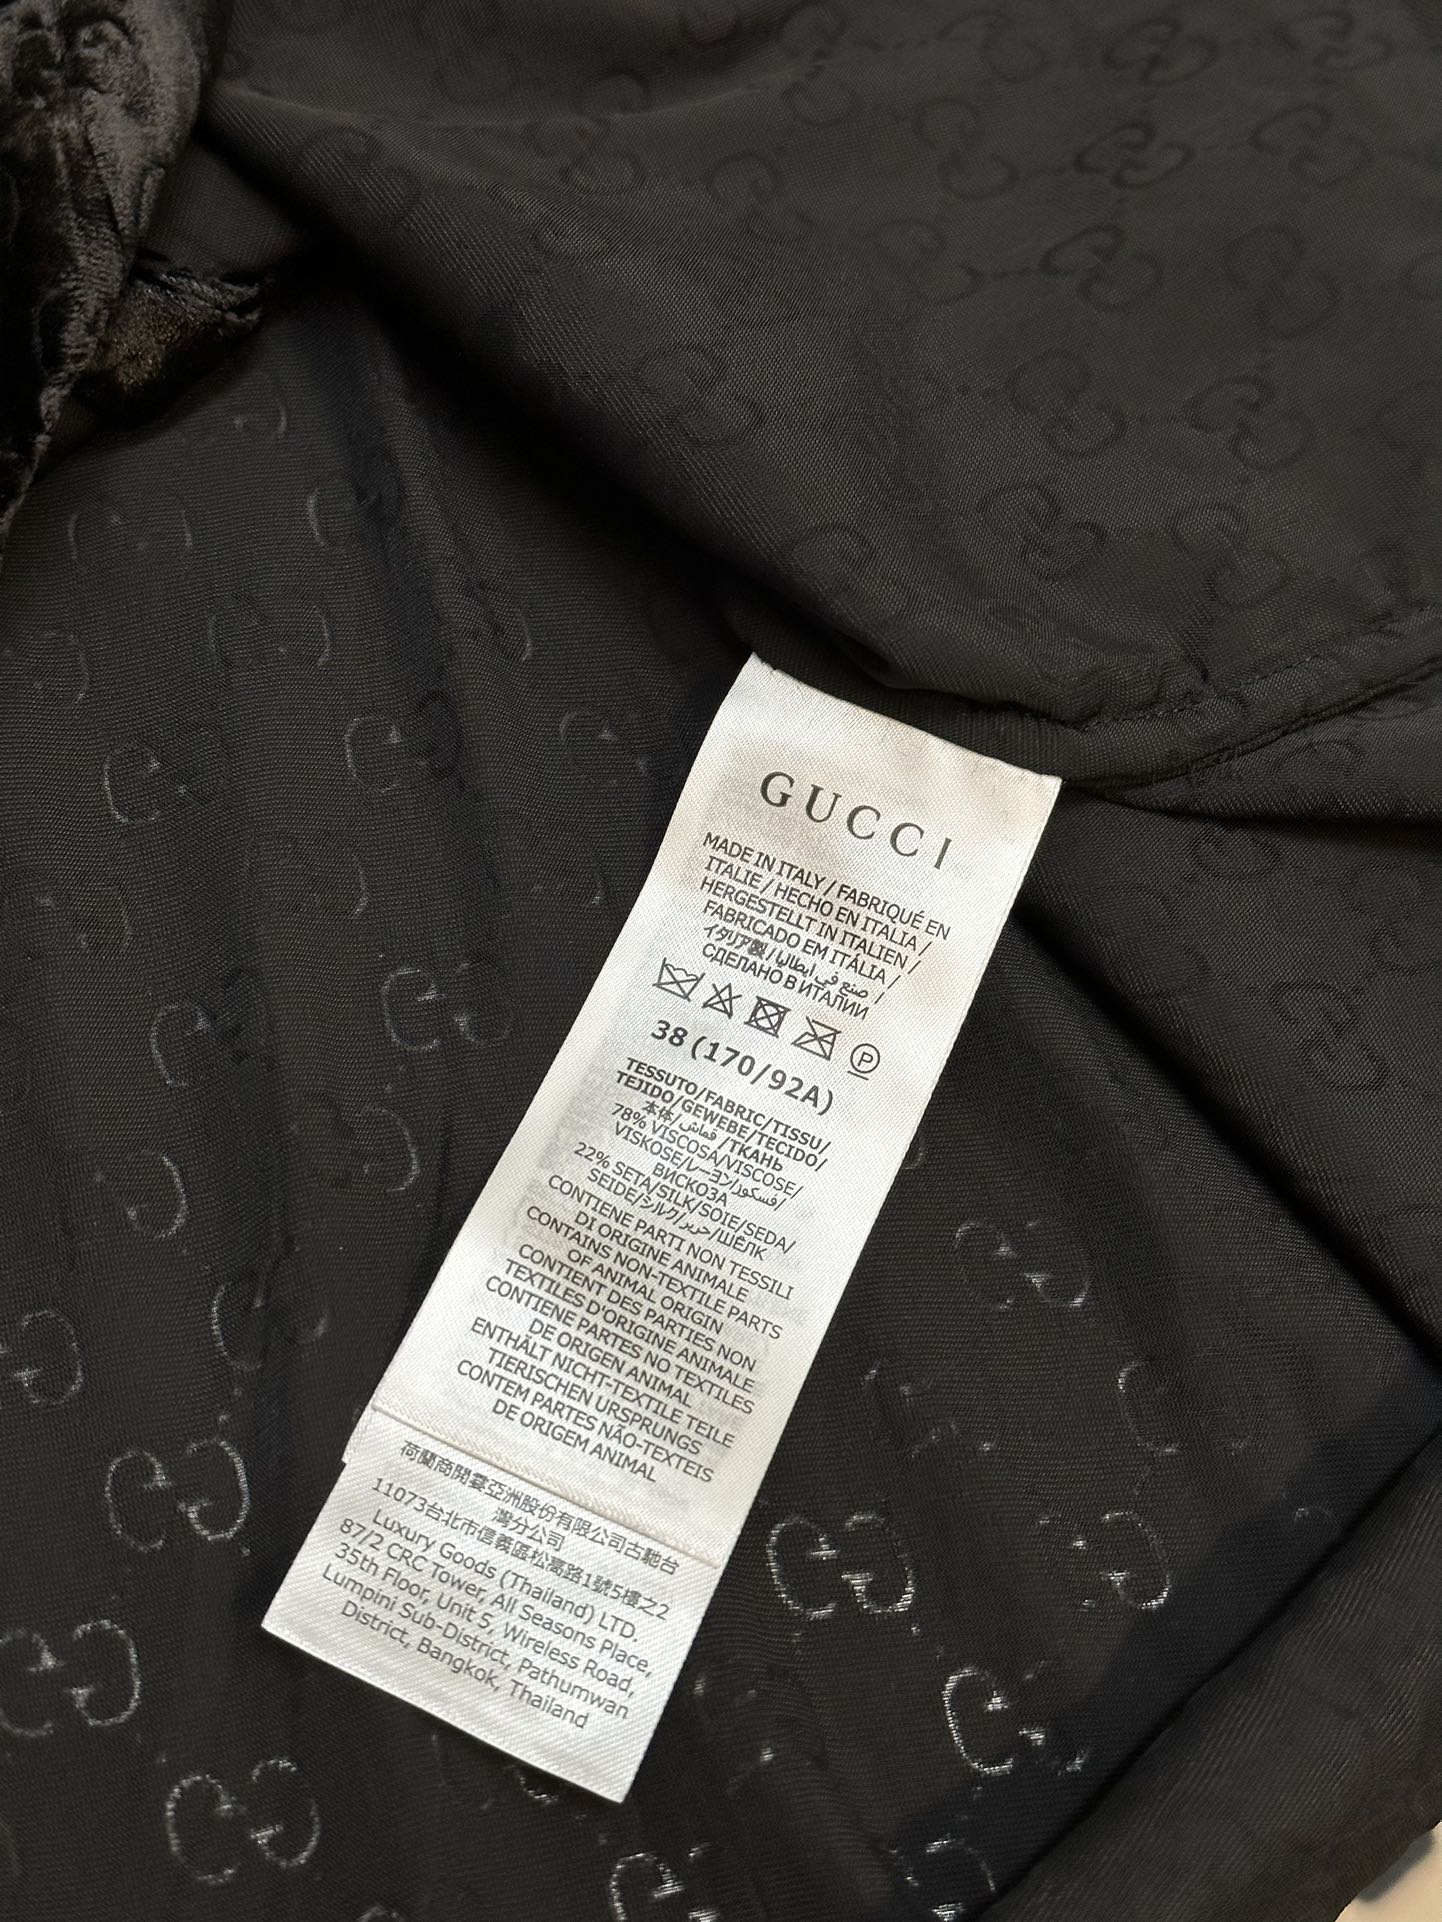 GUCCI
MADE IN ITALY / FABRIQUÉ EN
ITALIE / HECHO EN ITALIA /
HERGESTELLT IN ITALIEN /
FABRICADO EM ITÁLIA /
イタリア製 / صنع في ايطاليا /
СДЕЛАНО В ИТАЛИИ
P
38 (170/92A)
TESSUTO/FABRIC/TISSU/
TEJIDO/GEWEBE/TECIDO/
本体/قماش/ТКАНЬ
78% VISCOSA/VISCOSE/
VISKOSE/レーヨン/فسكوز/
ВИСКОЗА
22% SETA/SILK/SOIE/SEDA/
SEIDE/シルク/حرير/ШЁЛК
CONTIENE PARTI NON TESSILI
DI ORIGINE ANIMALE
CONTAINS NON-TEXTILE PARTS
OF ANIMAL ORIGIN
CONTIENT DES PARTIES NON
TEXTILES D'ORIGINE ANIMALE
CONTIENE PARTES NO TEXTILES
DE ORIGEN ANIMAL
ENTHÄLT NICHT-TEXTILE TEILE
TIERISCHEN URSPRUNGS
CONTEM PARTES NÃO-TEXTEIS
DE ORIGEM ANIMAL
荷蘭商開雲亞洲股份有限公司古馳台
灣分公司
11073台北市信義區松高路1號5樓之2
Luxury Goods (Thailand) LTD.
87/2 CRC Tower, All Seasons Place,
35th Floor, Unit 5, Wireless Road,
Lumpini Sub-District, Pathumwan
District, Bangkok, Thailand